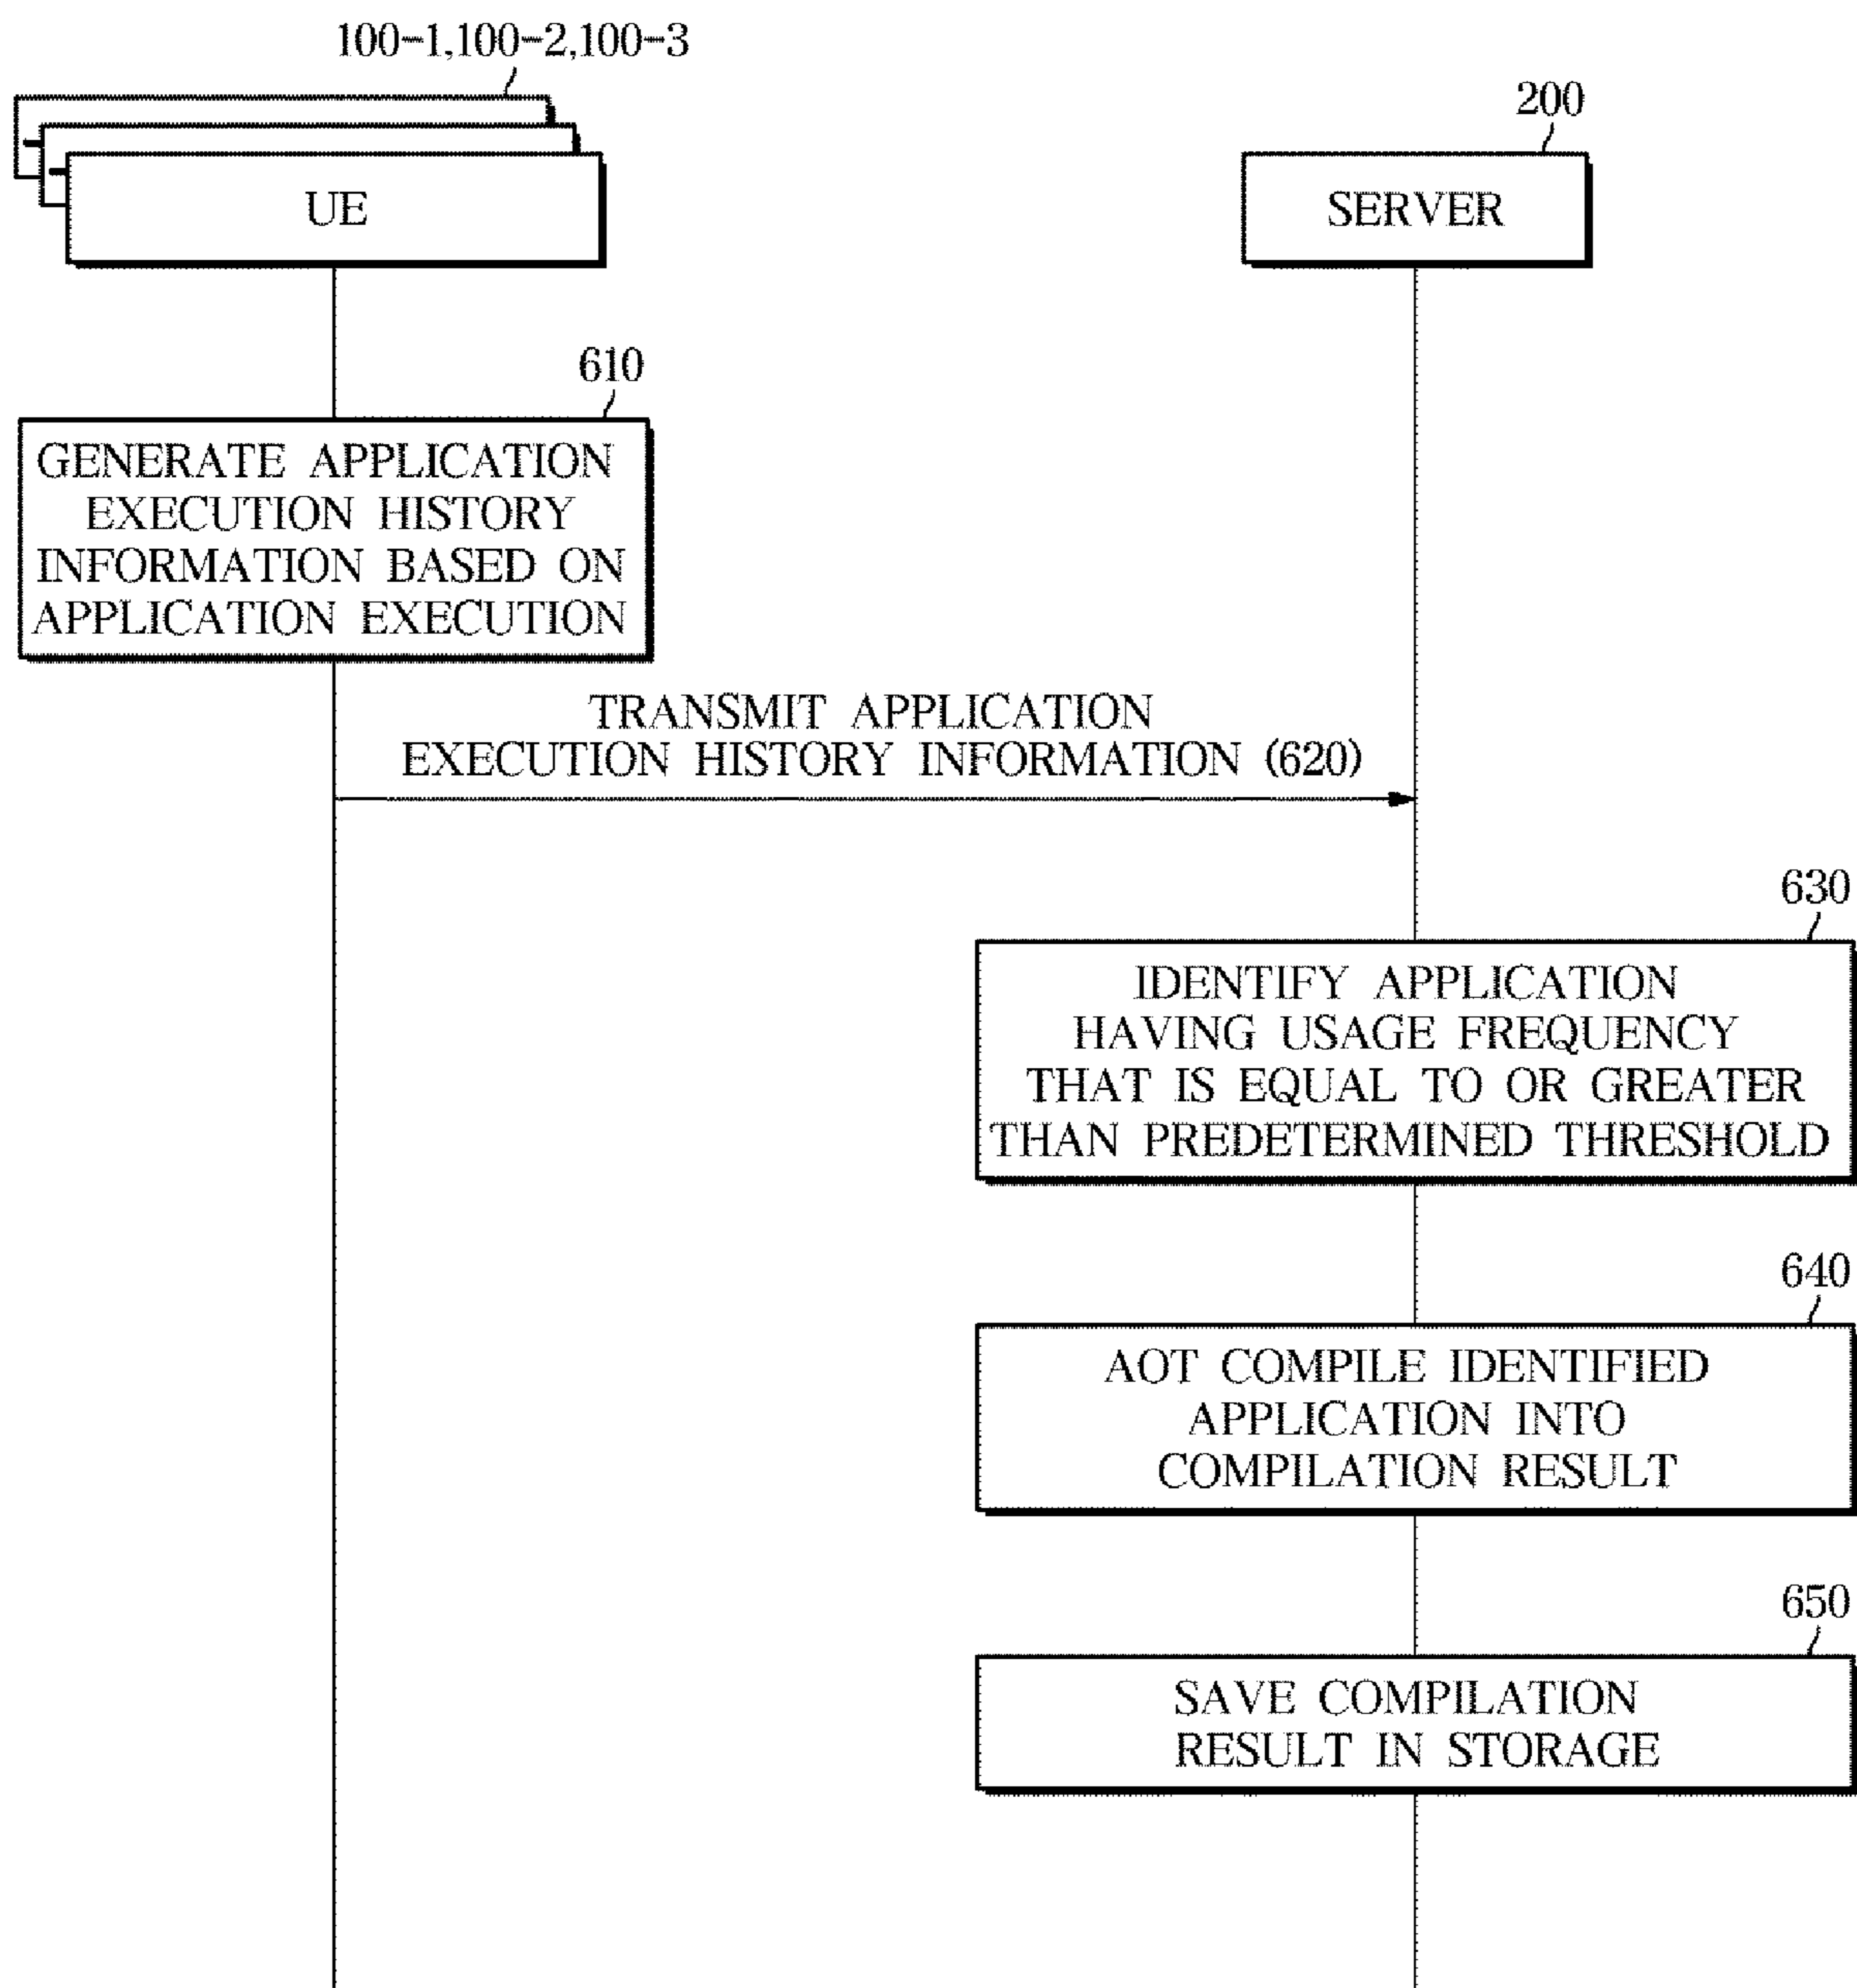 100-1,100-2,100-3
200
UE
SERVER
610
GENERATE APPLICATION
EXECUTION HISTORY
INFORMATION BASED ON
APPLICATION EXECUTION
TRANSMIT APPLICATION
EXECUTION HISTORY INFORMATION (620)
630
IDENTIFY APPLICATION
HAVING USAGE FREQUENCY
THAT IS EQUAL TO OR GREATER
THAN PREDETERMINED THRESHOLD
640
AOT COMPILE IDENTIFIED
APPLICATION INTO
COMPILATION RESULT
650
SAVE COMPILATION
RESULT IN STORAGE